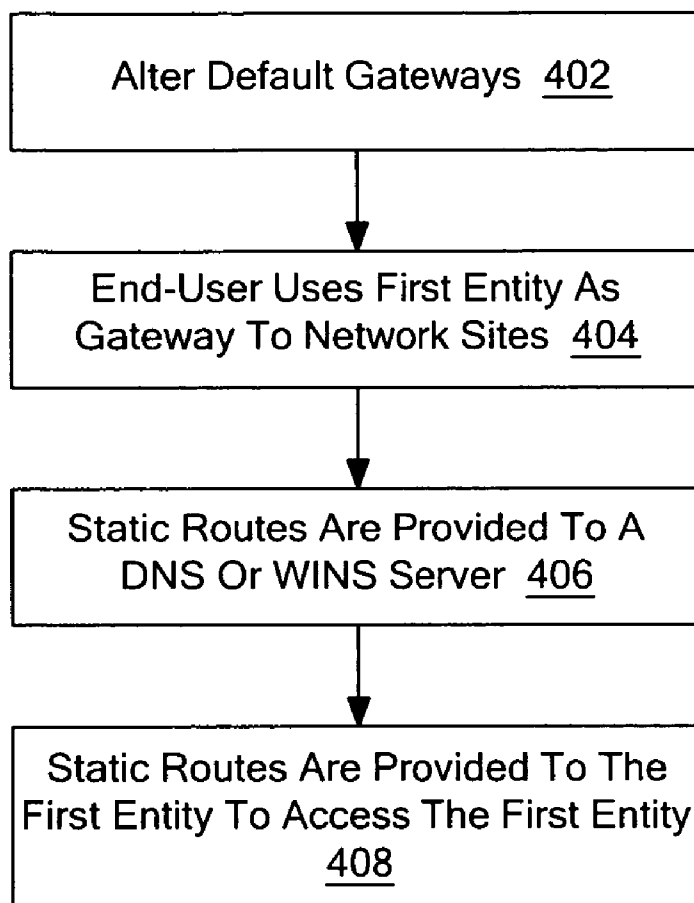 Alter Default Gateways 402
End-User Uses First Entity As
Gateway To Network Sites 404
Static Routes Are Provided To A
DNS Or WINS Server 406
Static Routes Are Provided To The
First Entity To Access The First Entity
408